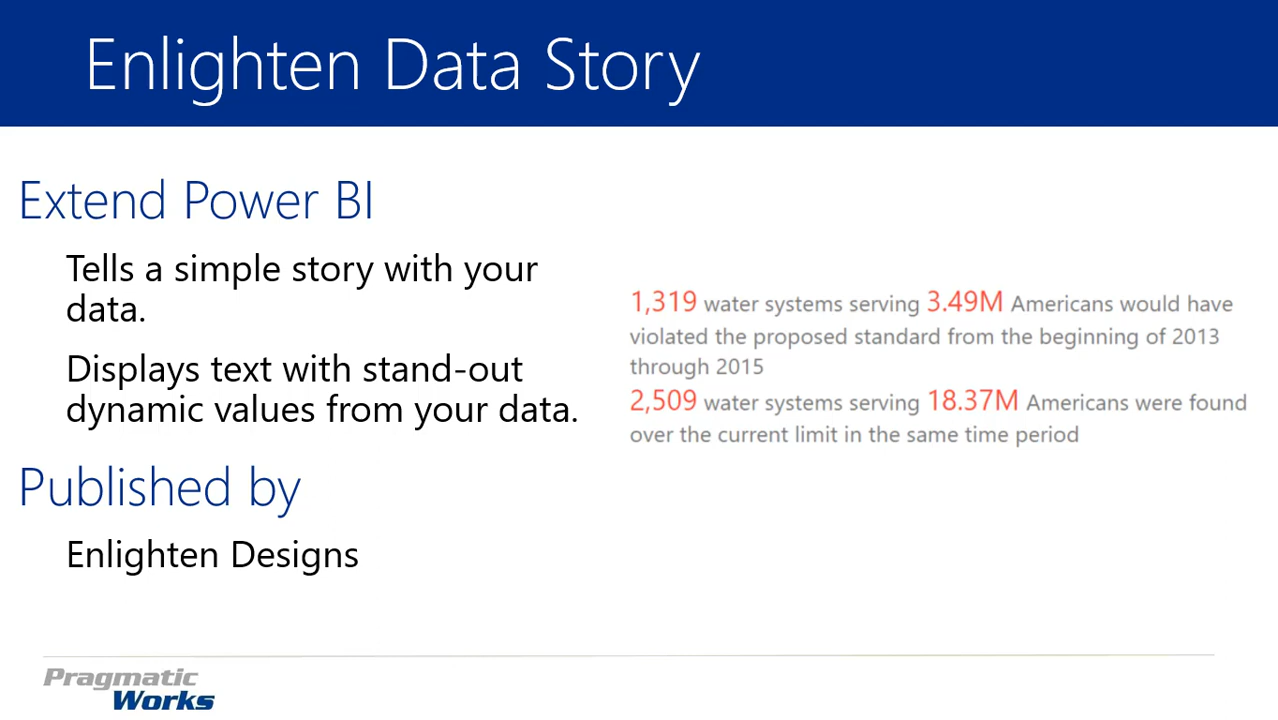 Enlighten Data Story
Extend Power BI
Tells a simple story with your
data.
Displays text with stand-out
dynamic values from your data.
Published by
Enlighten Designs
1,319 water systems serving 3.49M Americans would have
violated the proposed standard from the beginning of 2013
through 2015
2,509 water systems serving 18.37M Americans were found
over the current limit in the same time period
Pragmatic
Works